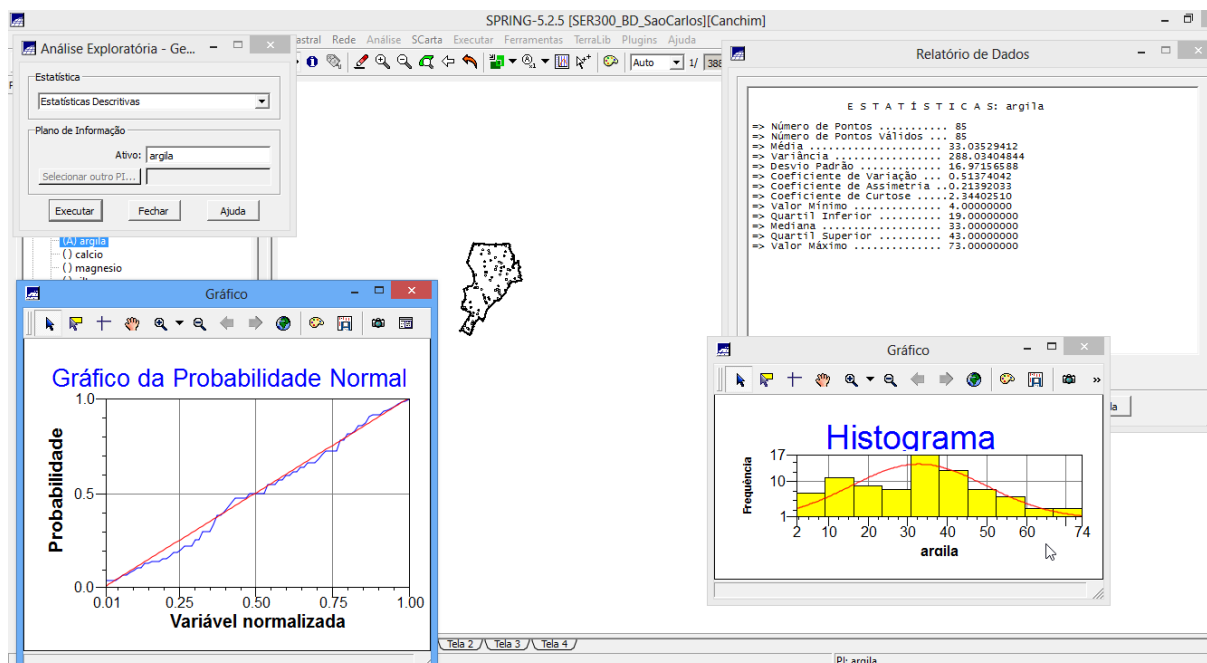 SPRING-5.2.5 [SER300_BD_SaoCarlos][Canchim]
astral Rede Análise SCarta Executar Ferramentas TerraLib Plugins Ajuda
Auto 1/ 388
Análise Exploratória - Ge...
Estatística
Estatísticas Descritivas
Plano de Informação
Ativo: argila
Selecionar outro PI...
Executar Fechar Ajuda
(A) argila
( ) calcio
( ) magnesio
Relatório de Dados
E S T A T Í S T I C A S: argila
=> Número de Pontos ........... 85
=> Número de Pontos Válidos ... 85
=> Média ..................... 33.03529412
=> Variância ................. 288.03404844
=> Desvio Padrão ............. 16.97156588
=> Coeficiente de Variação ... 0.51374042
=> Coeficiente de Assimetria ..0.21392033
=> Coeficiente de Curtose .....2.34402510
=> Valor Mínimo .............. 4.00000000
=> Quartil Inferior .......... 19.00000000
=> Mediana ................... 33.00000000
=> Quartil Superior .......... 43.00000000
=> Valor Máximo .............. 73.00000000
Gráfico
Gráfico da Probabilidade Normal
Probabilidade
1.0
0.5
0.0
0.01 0.25 0.50 0.75 1.00
Variável normalizada
Gráfico
»
Histograma
Frequência
17
10
1
2 10 20 30 40 50 60 74
argila
da
Tela 2 Tela 3 Tela 4
PI: argila